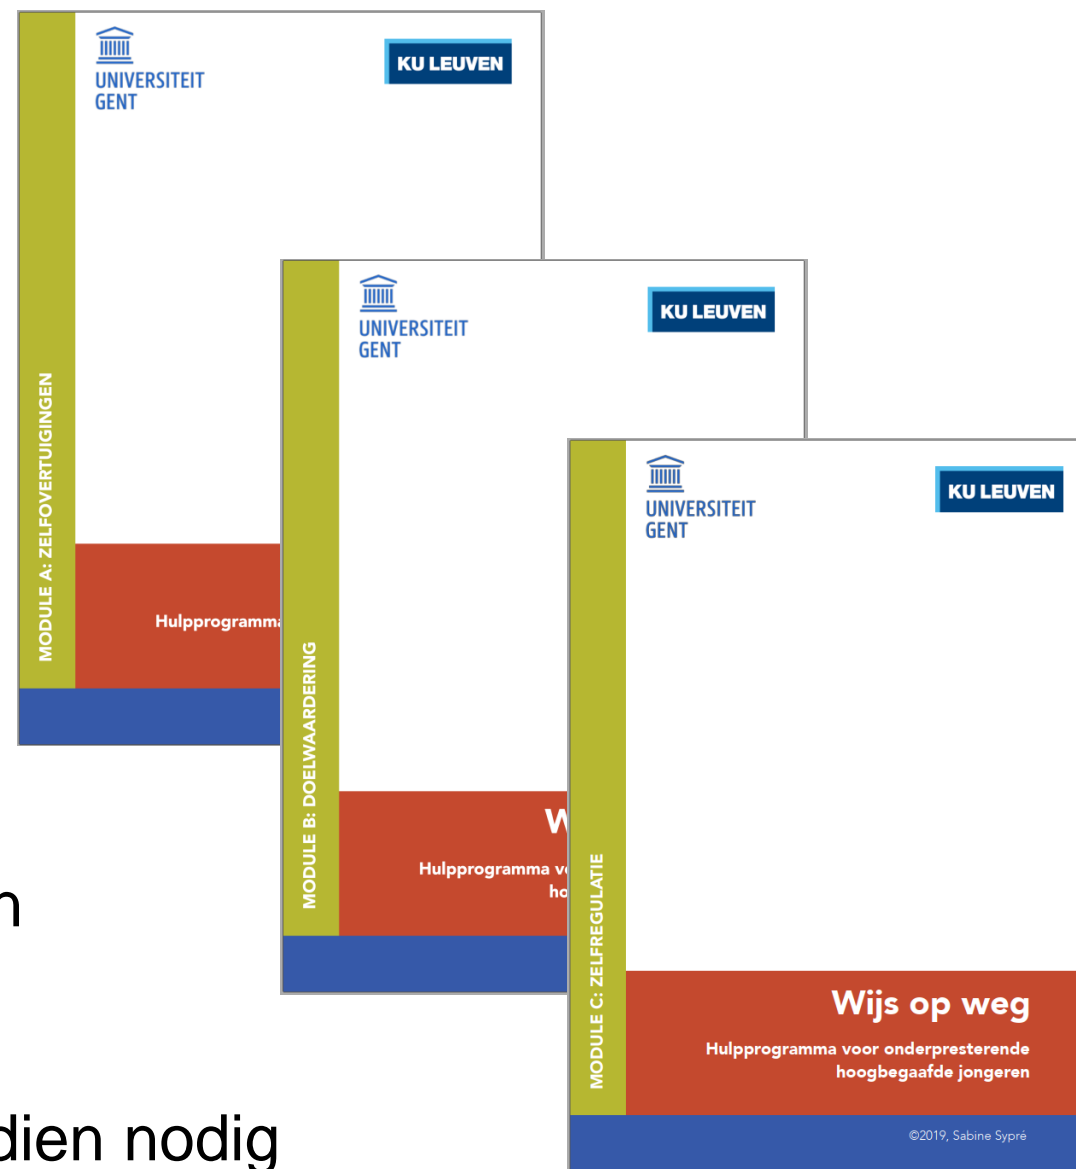 UNIVERSITEIT
GENT
KU LEUVEN
MODULE A: ZELFOVERTUIGINGEN
Hulpprogramma
UNIVERSITEIT
GENT
KU LEUVEN
MODULE B: DOELWAARDERING
W
Hulpprogramma v
ho
UNIVERSITEIT
GENT
KU LEUVEN
MODULE C: ZELFREGULATIE
Wijs op weg
Hulpprogramma voor onderpresterende
hoogbegaafde jongeren
©2019, Sabine Sypré
n
dien nodig